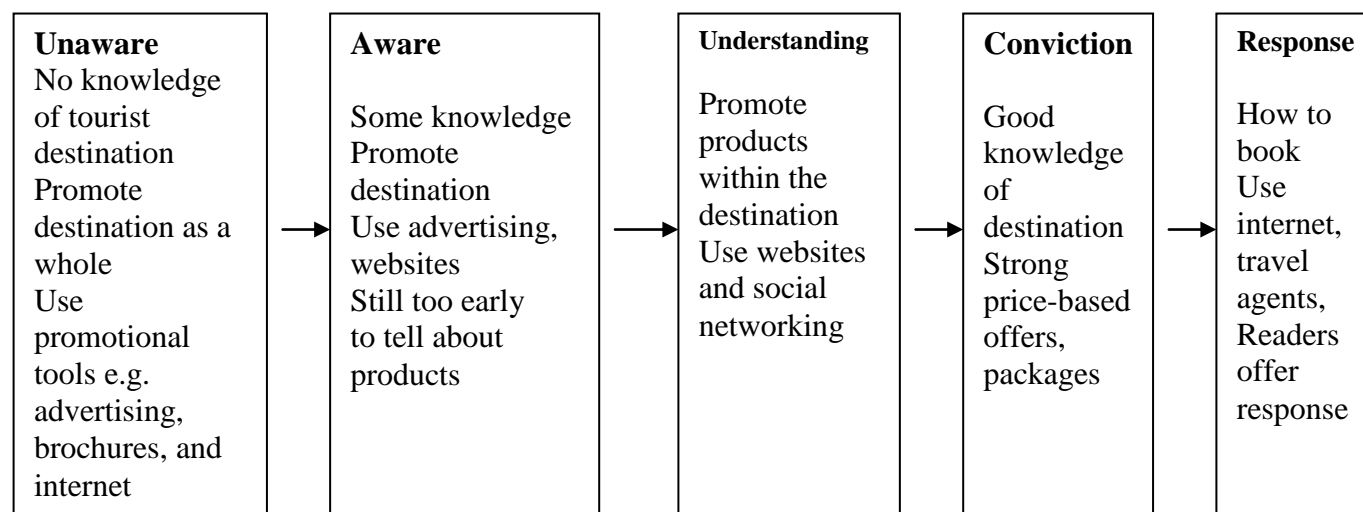 Unaware
No knowledge
of tourist
destination
Promote
destination as a
whole
Use
promotional
tools e.g.
advertising,
brochures, and
internet
Aware
Some knowledge
Promote
destination
Use advertising,
websites
Still too early
to tell about
products
Understanding
Promote
products
within the
destination
Use websites
and social
networking
Conviction
Good
knowledge
of
destination
Strong
price-based
offers,
packages
Response
How to
book
Use
internet,
travel
agents,
Readers
offer
response